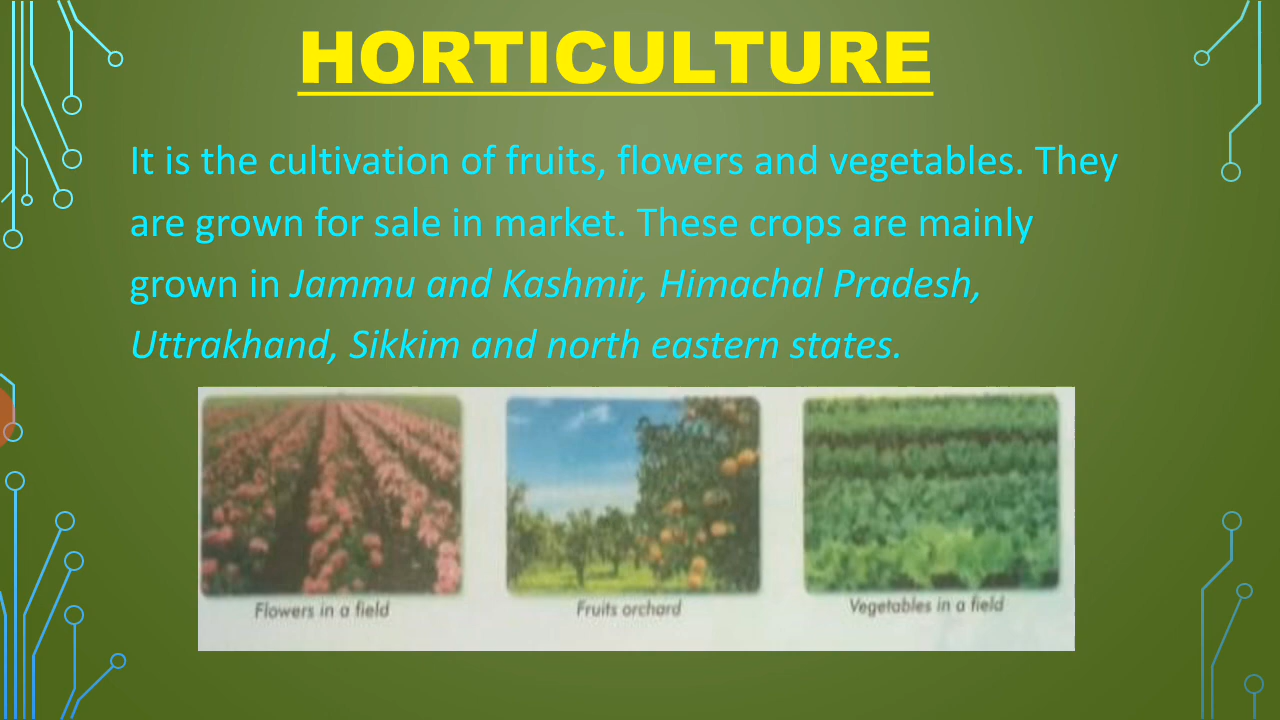 HORTICULTURE
It is the cultivation of fruits, flowers and vegetables. They
are grown for sale in market. These crops are mainly
grown in Jammu and Kashmir, Himachal Pradesh,
Uttrakhand, Sikkim and north eastern states.
Flowers in a field
Fruits orchard
Vegetables in a field